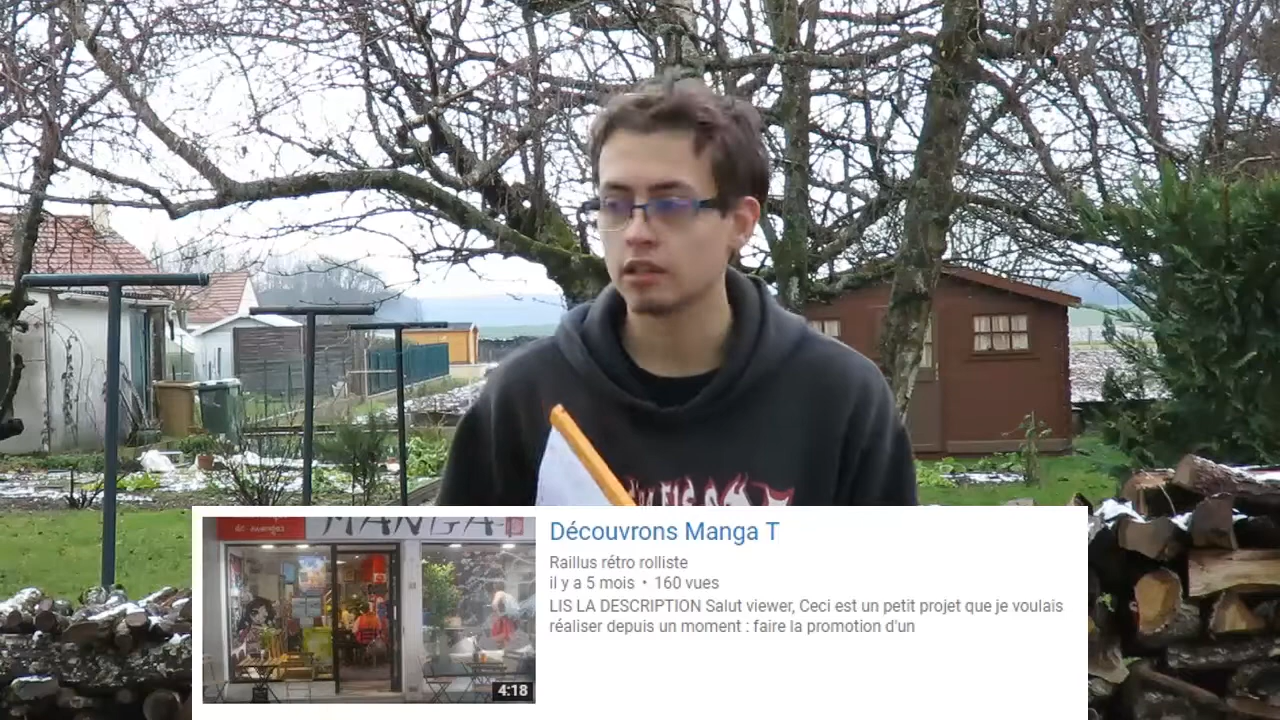 MANGA
Découvrons Manga T
Raillus rétro rolliste
il y a 5 mois • 160 vues
LIS LA DESCRIPTION Salut viewer, Ceci est un petit projet que je voulais
réaliser depuis un moment : faire la promotion d'un
4:18